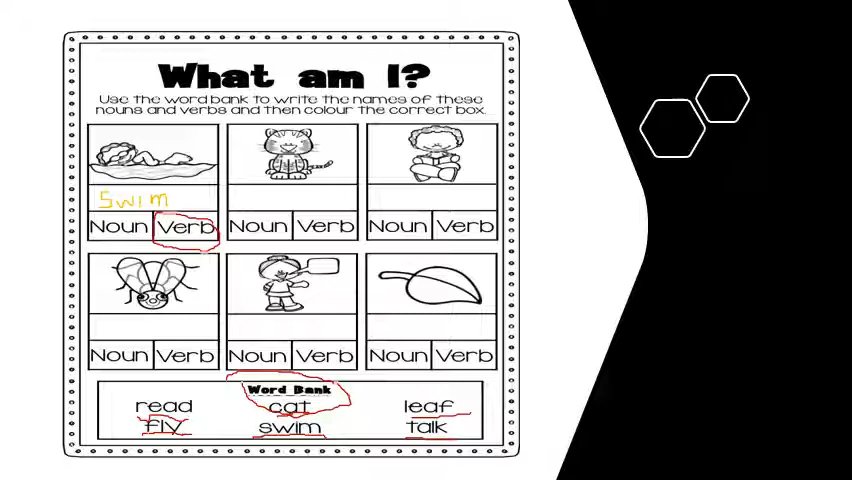 What am I?
Use the word bank to write the names of these
nouns and verbs and then colour the correct box.
swim
Noun Verb Noun Verb Noun Verb
Noun Verb Noun Verb Noun Verb
Word Bank
read cat leaf
fly swim talk